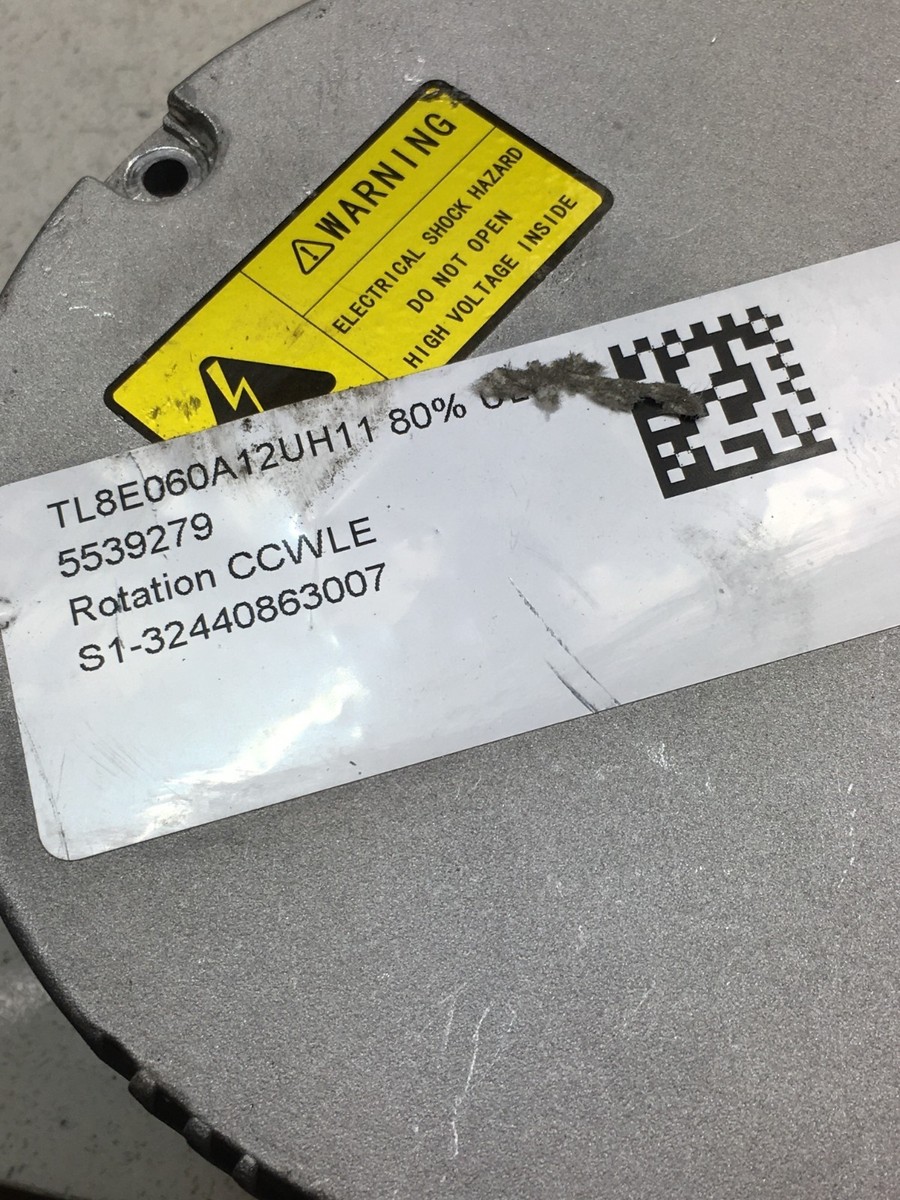 WARNING
ELECTRICAL SHOCK HAZARD
DO NOT OPEN
HIGH VOLTAGE INSIDE
TL8E060A12UH11 80%
5539279
Rotation CCWLE
S1-32440863007